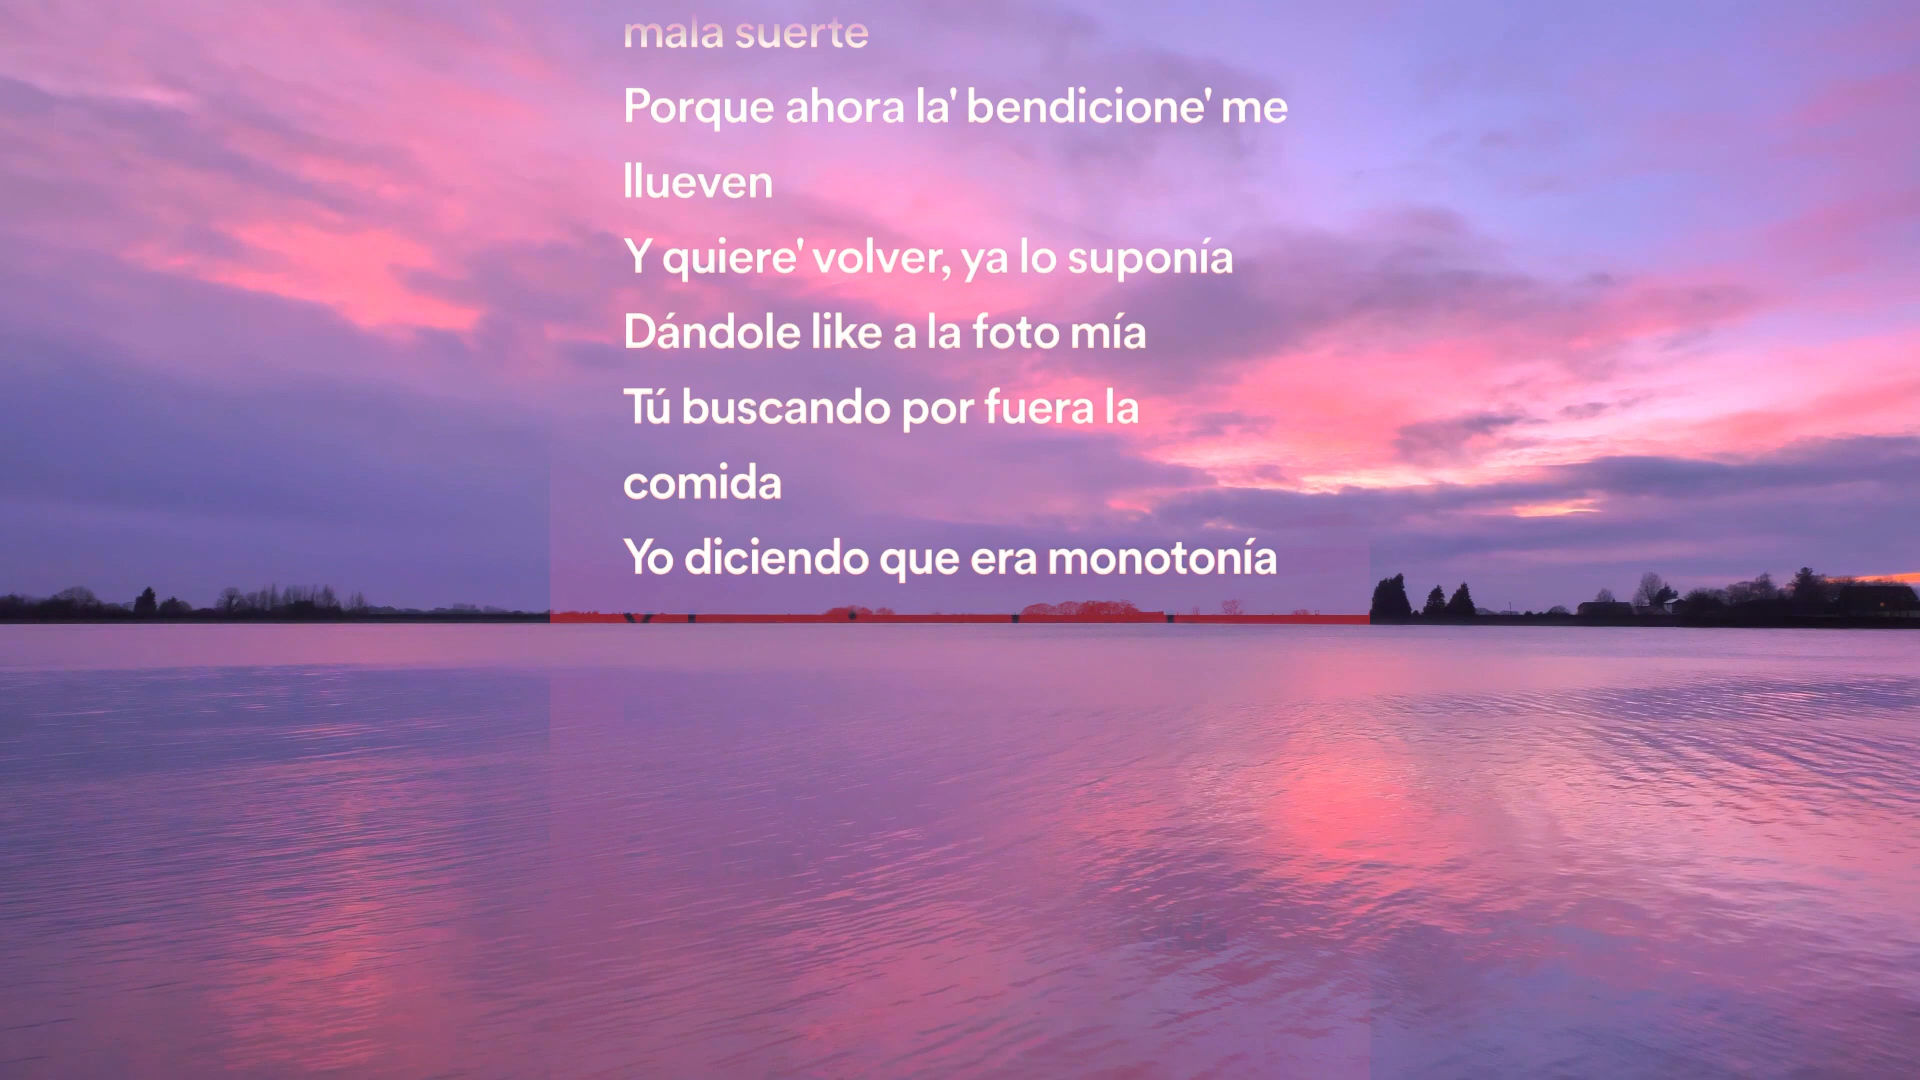 mala suerte
Porque ahora la' bendicione' me
llueven
Y quiere' volver, ya lo suponía
Dándole like a la foto mía
Tú buscando por fuera la
comida
Yo diciendo que era monotonía